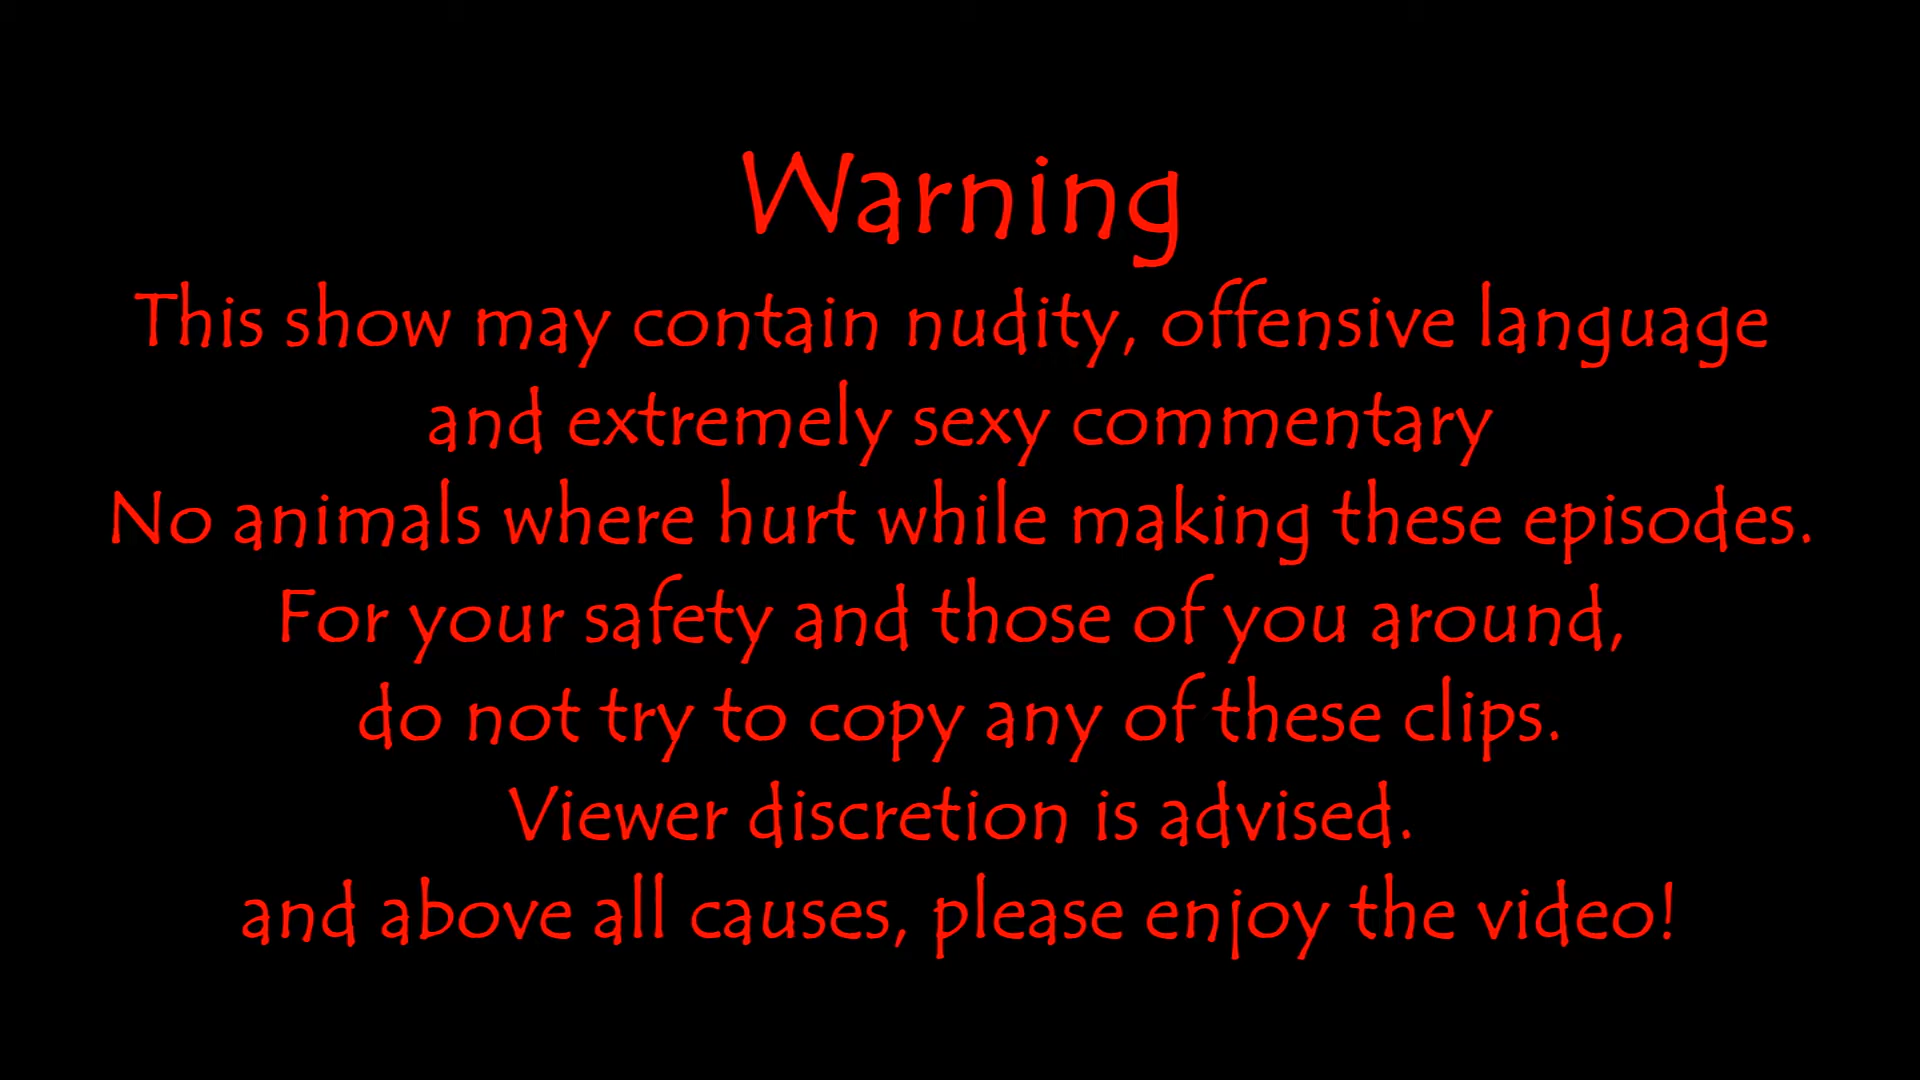 Warning
This show may contain nudity, offensive language
and extremely sexy commentary
No animals where hurt while making these episodes.
For your safety and those of you around,
do not try to copy any of these clips.
Viewer discretion is advised.
and above all causes, please enjoy the video!